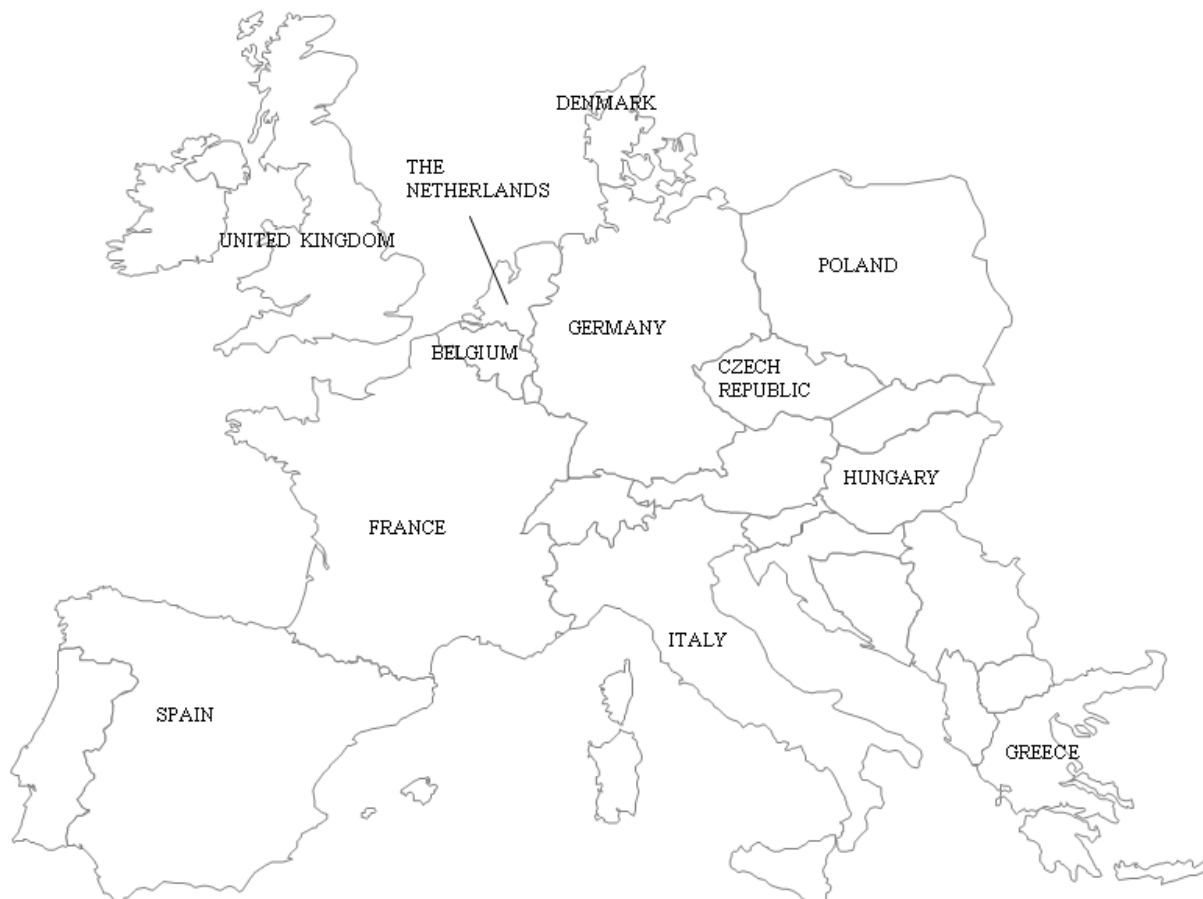 DENMARK
THE
NETHERLANDS
UNITED KINGDOM
POLAND
GERMANY
BELGIUM
CZECH
REPUBLIC
HUNGARY
FRANCE
ITALY
SPAIN
GREECE